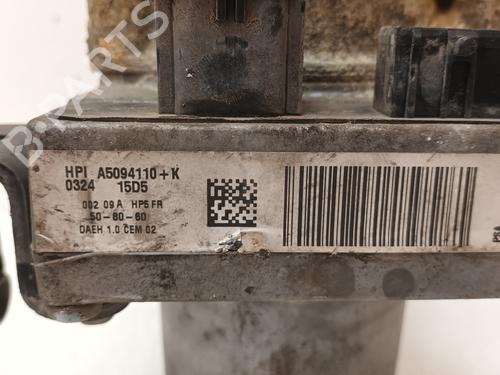 B-PARTS
HPI A5094110+K
0324 15D5
002 09 A HP5 FR
50-80-60
DAEH 1.0 CEM 02